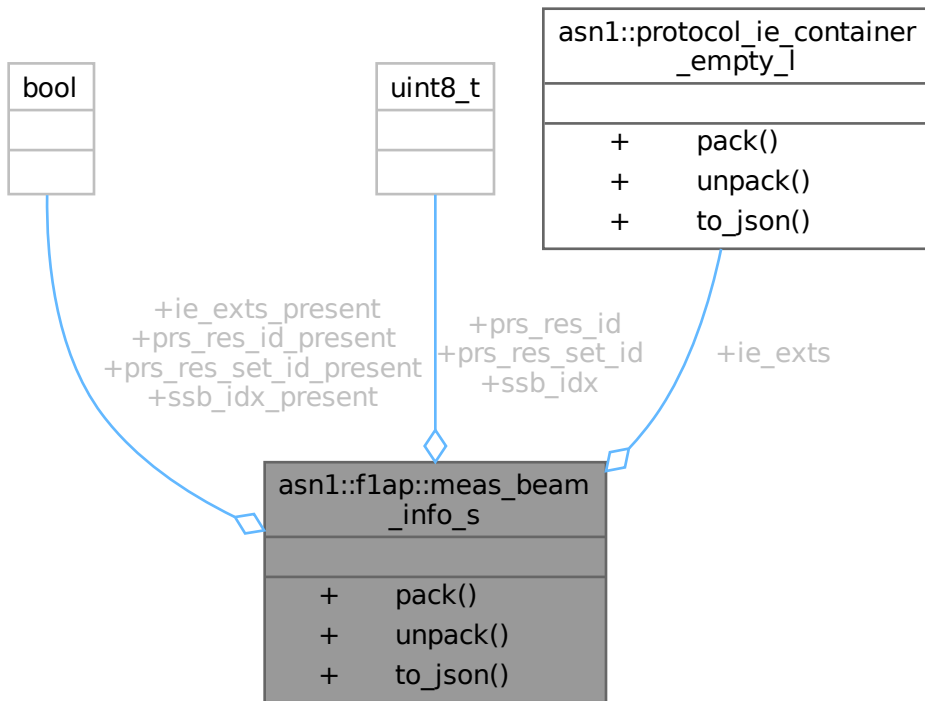 asn1::protocol_ie_container
_empty_l
+ pack()
+ unpack()
+ to_json()
bool
uint8_t
+ie_exts_present
+prs_res_id_present
+prs_res_set_id_present
+ssb_idx_present
+prs_res_id
+prs_res_set_id
+ssb_idx
+ie_exts
asn1::f1ap::meas_beam
_info_s
+ pack()
+ unpack()
+ to_json()